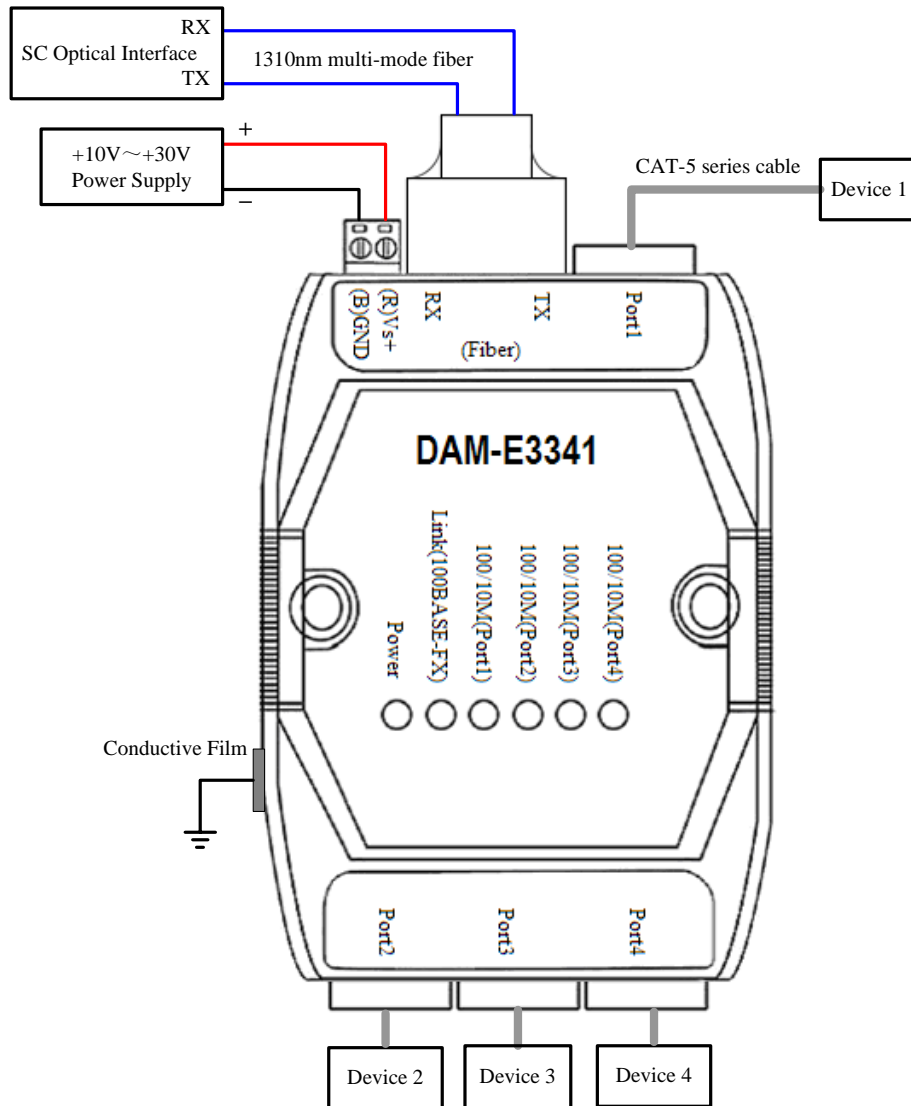 RX
SC Optical Interface
TX
1310nm multi-mode fiber
+10V～+30V
Power Supply
+
−
CAT-5 series cable
Device 1
(B)GND
(R)Vs+
RX
TX
(Fiber)
Port1
DAM-E3341
Power
Link(100BASE-FX)
100/10M(Port1)
100/10M(Port2)
100/10M(Port3)
100/10M(Port4)
Conductive Film
Port2
Port3
Port4
Device 2
Device 3
Device 4